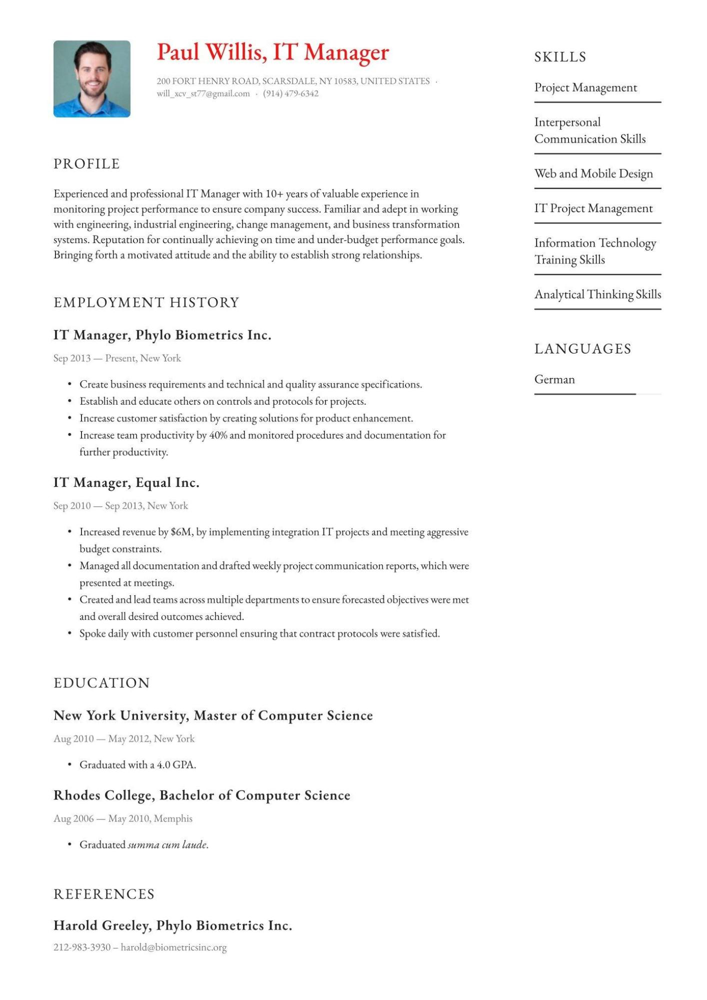 Paul Willis, IT Manager
200 FORT HENRY ROAD, SCARSDALE, NY 10583, UNITED STATES ·
will_xcv_st77@gmail.com · (914) 479-6342
PROFILE
Experienced and professional IT Manager with 10+ years of valuable experience in
monitoring project performance to ensure company success. Familiar and adept in working
with engineering, industrial engineering, change management, and business transformation
systems. Reputation for continually achieving on time and under-budget performance goals.
Bringing forth a motivated attitude and the ability to establish strong relationships.
EMPLOYMENT HISTORY
IT Manager, Phylo Biometrics Inc.
Sep 2013 — Present, New York
• Create business requirements and technical and quality assurance specifications.
• Establish and educate others on controls and protocols for projects.
• Increase customer satisfaction by creating solutions for product enhancement.
• Increase team productivity by 40% and monitored procedures and documentation for
further productivity.
IT Manager, Equal Inc.
Sep 2010 — Sep 2013, New York
• Increased revenue by $6M, by implementing integration IT projects and meeting aggressive
budget constraints.
• Managed all documentation and drafted weekly project communication reports, which were
presented at meetings.
• Created and lead teams across multiple departments to ensure forecasted objectives were met
and overall desired outcomes achieved.
• Spoke daily with customer personnel ensuring that contract protocols were satisfied.
EDUCATION
New York University, Master of Computer Science
Aug 2010 — May 2012, New York
• Graduated with a 4.0 GPA.
Rhodes College, Bachelor of Computer Science
Aug 2006 — May 2010, Memphis
• Graduated summa cum laude.
REFERENCES
Harold Greeley, Phylo Biometrics Inc.
212-983-3930 – harold@biometricsinc.org
SKILLS
Project Management
Interpersonal
Communication Skills
Web and Mobile Design
IT Project Management
Information Technology
Training Skills
Analytical Thinking Skills
LANGUAGES
German